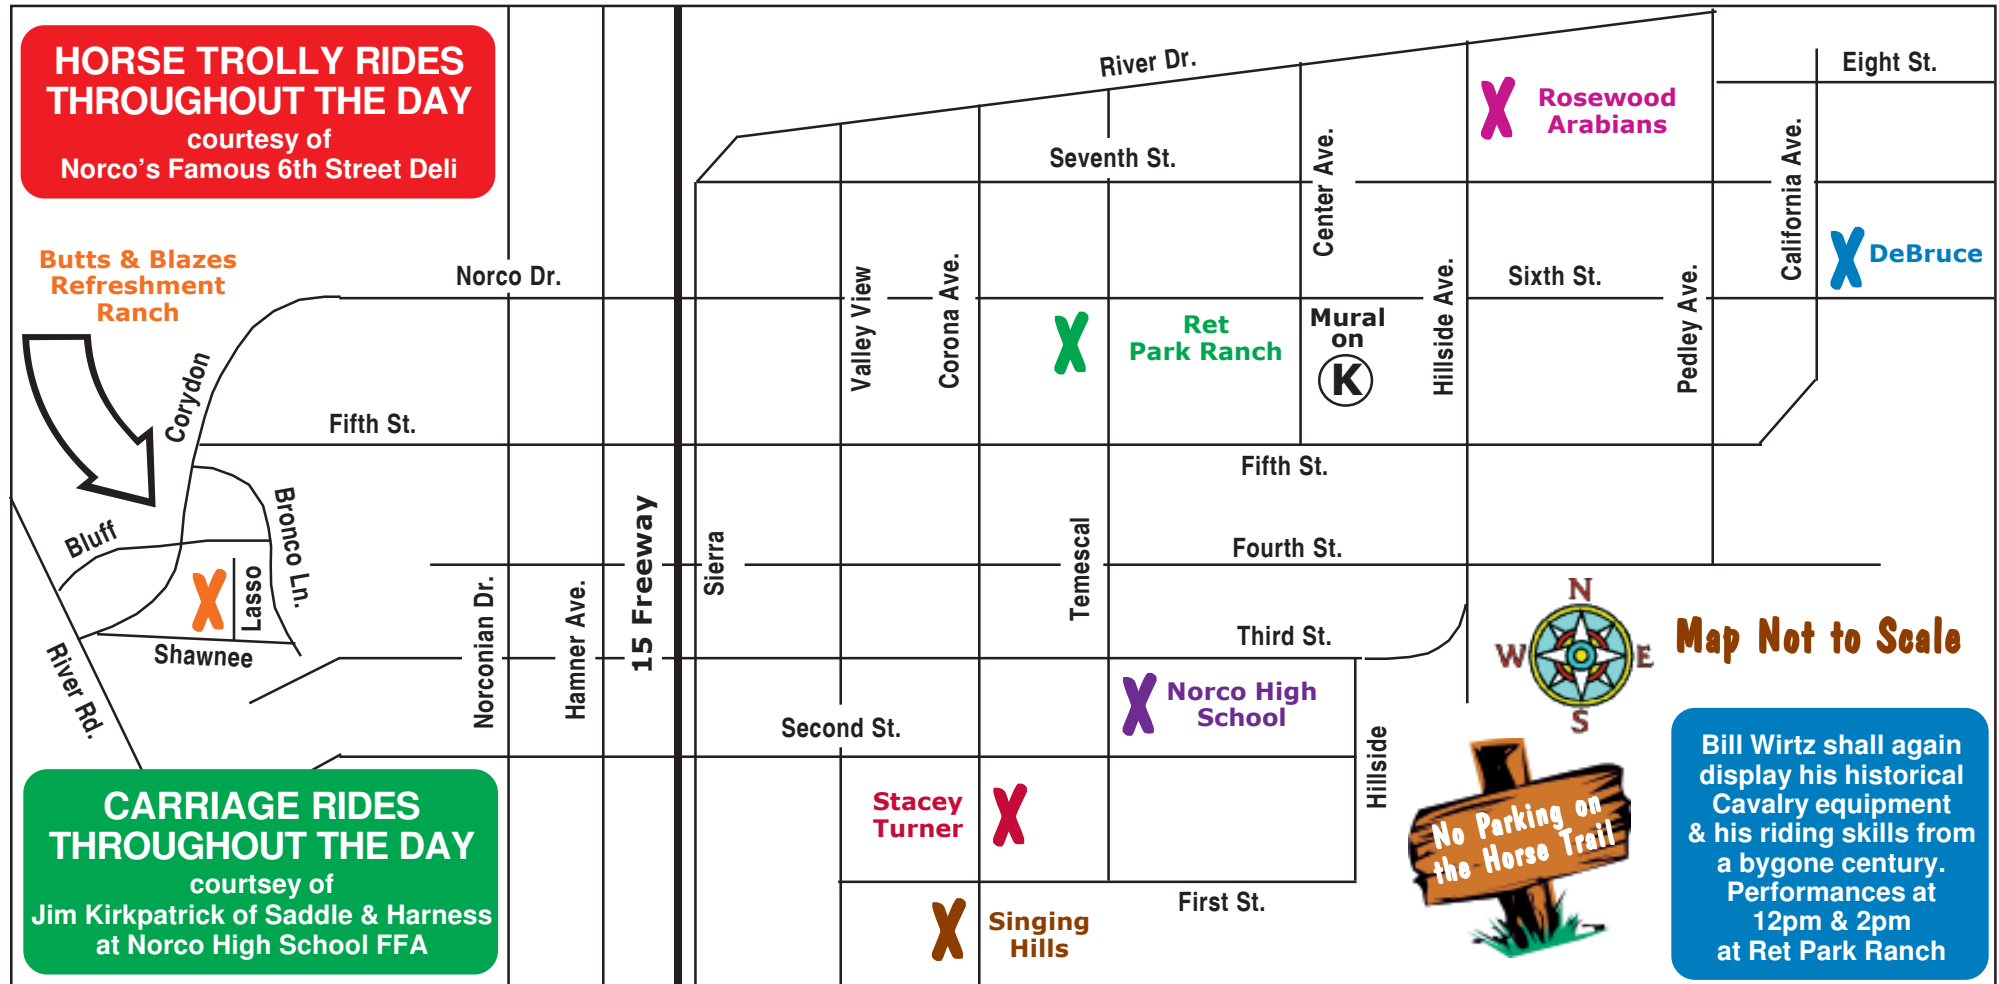 HORSE TROLLY RIDES
THROUGHOUT THE DAY
courtesy of
Norco's Famous 6th Street Deli
River Dr.
Eight St.
Rosewood
Arabians
Seventh St.
Center Ave.
California Ave.
Butts & Blazes
Refreshment
Ranch
Norco Dr.
Sixth St.
DeBruce
Valley View
Corona Ave.
Ret
Park Ranch
Mural
on
K
Hillside Ave.
Pedley Ave.
Corydon
Fifth St.
Fifth St.
Bluff
Bronco Ln.
Lasso
Shawnee
River Rd.
Norconian Dr.
Hamner Ave.
15 Freeway
Sierra
Temescal
Fourth St.
Third St.
N
W
E
S
Map Not to Scale
Norco High
School
Second St.
Hillside
Stacey
Turner
No Parking on
the Horse Trail
First St.
Singing
Hills
CARRIAGE RIDES
THROUGHOUT THE DAY
courtsey of
Jim Kirkpatrick of Saddle & Harness
at Norco High School FFA
Bill Wirtz shall again
display his historical
Cavalry equipment
& his riding skills from
a bygone century.
Performances at
12pm & 2pm
at Ret Park Ranch